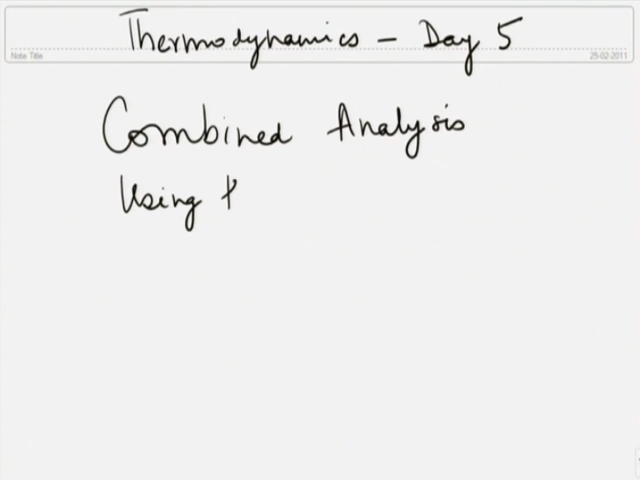 Thermodynamics – Day 5
Note Title
25-02-2011
Combined Analysis
Using